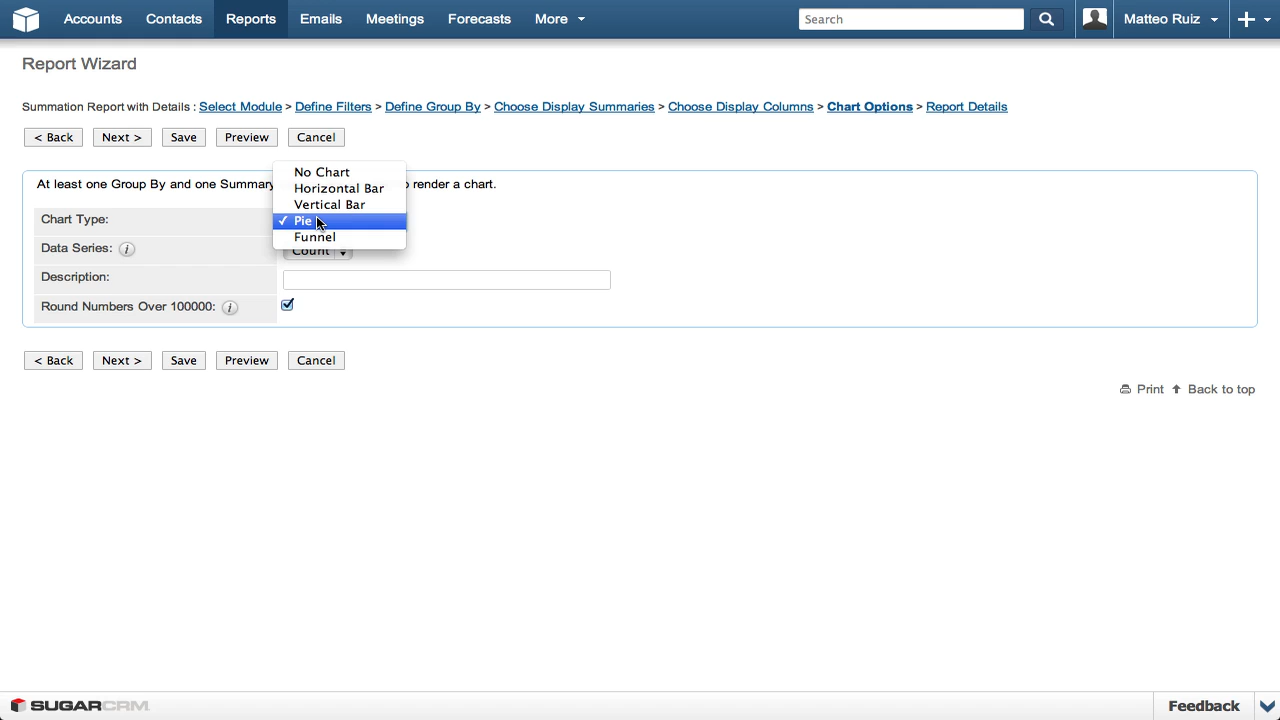 Accounts Contacts Reports Emails Meetings Forecasts More Search Matteo Ruiz
Report Wizard
Summation Report with Details : Select Module > Define Filters > Define Group By > Choose Display Summaries > Choose Display Columns > Chart Options > Report Details
< Back Next > Save Preview Cancel
No Chart
At least one Group By and one Summary render a chart.
Horizontal Bar
Vertical Bar
Chart Type:
✓ Pie
Funnel
Data Series: i Count
Description:
Round Numbers Over 100000: i
< Back Next > Save Preview Cancel
Print Back to top
SUGARCRM. Feedback